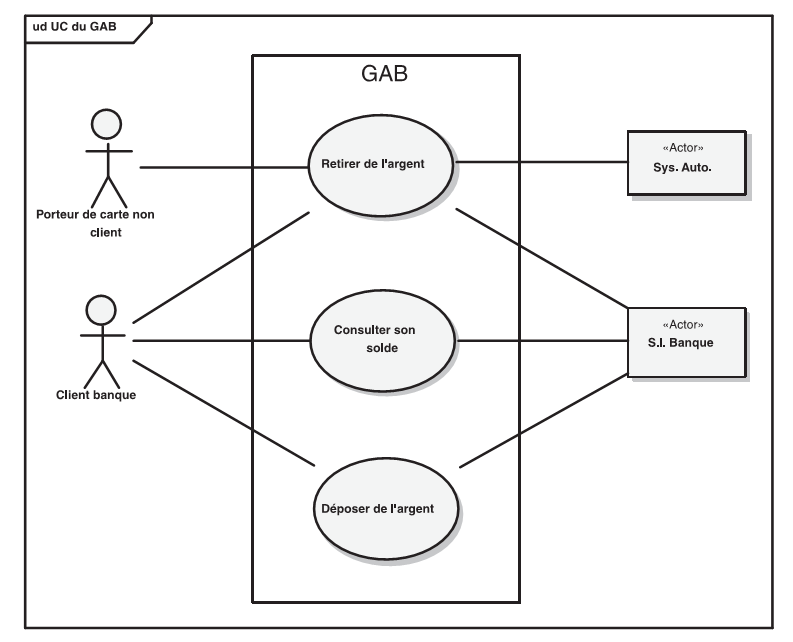 ud UC du GAB
GAB
Retirer de l'argent
«Actor»
Sys. Auto.
Porteur de carte non
client
Consulter son
solde
«Actor»
S.I. Banque
Client banque
Déposer de l'argent